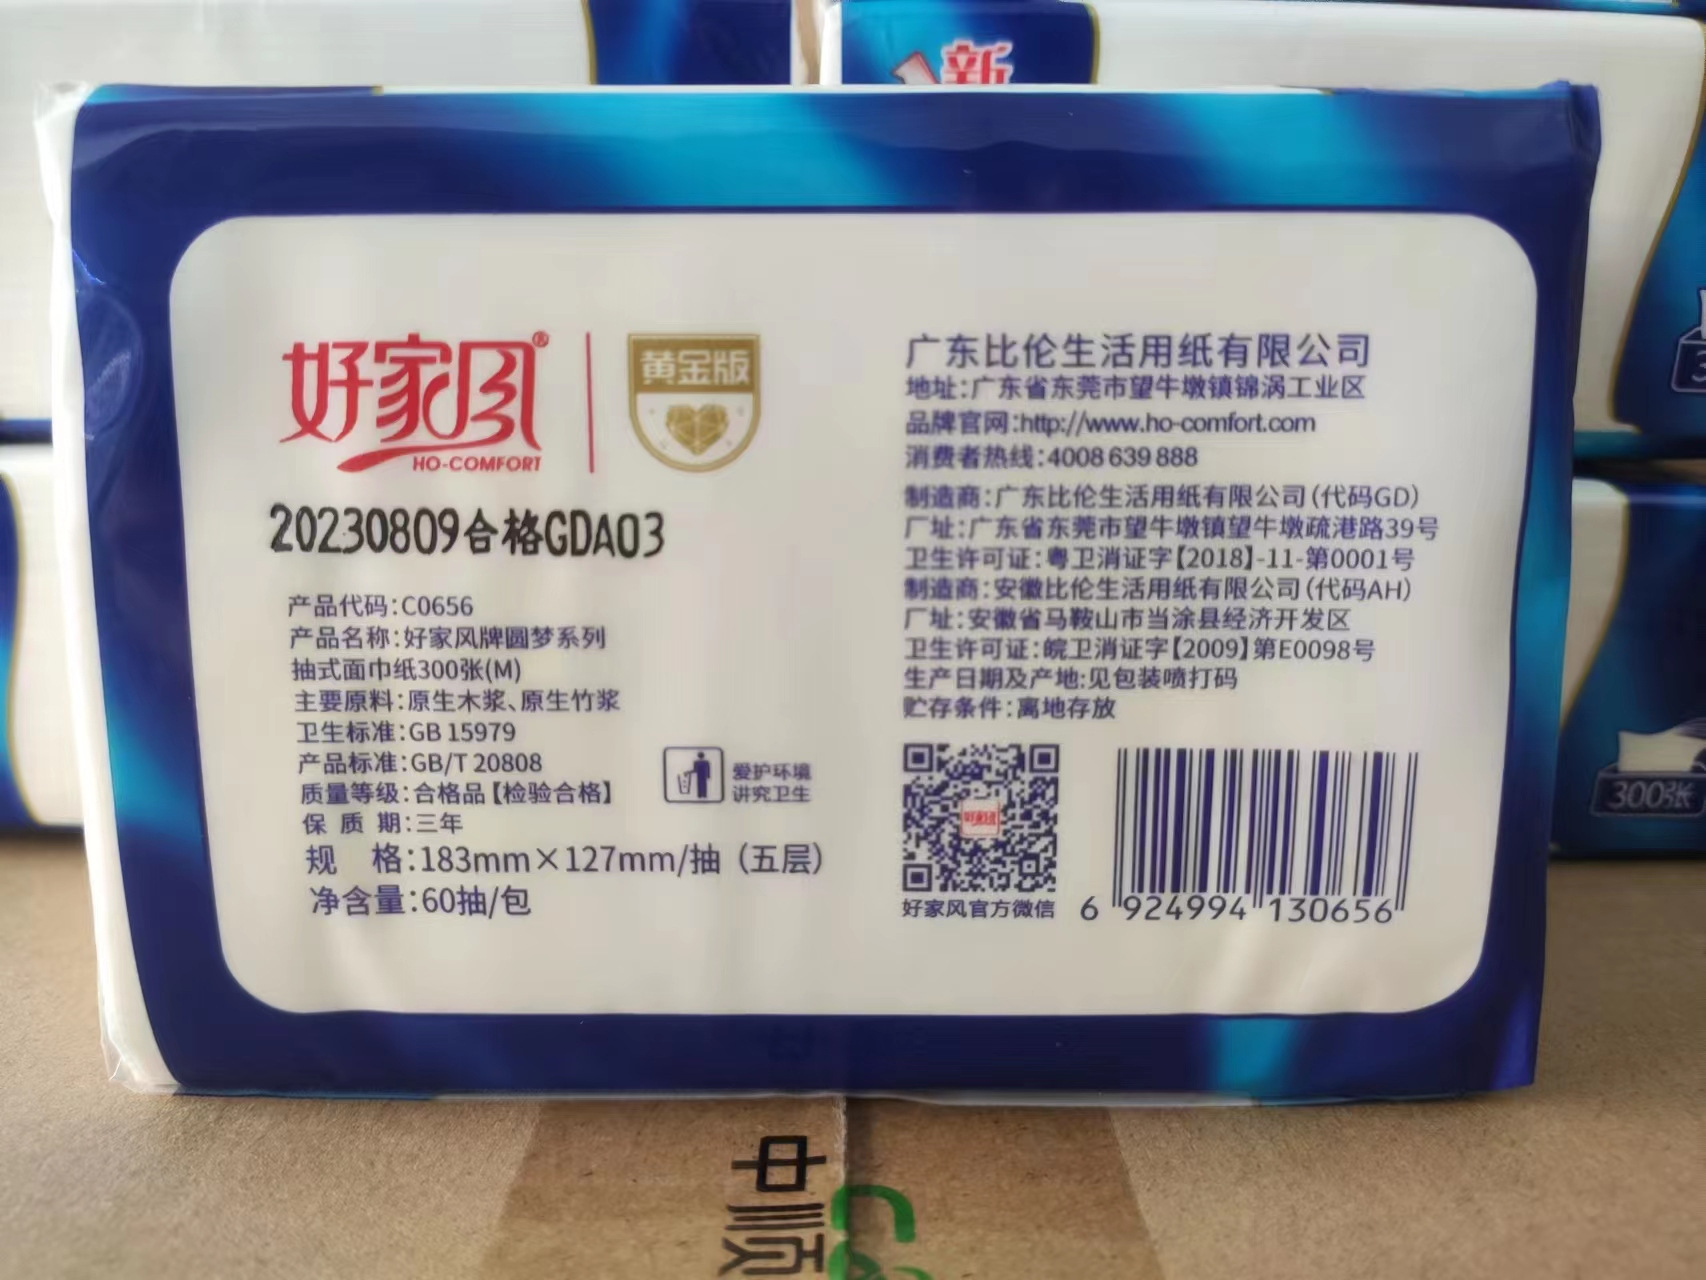 新
好家风®
HO-COMFORT
黄金版
20230809合格GDA03
产品代码:C0656
产品名称:好家风牌圆梦系列
抽式面巾纸300张(M)
主要原料:原生木浆、原生竹浆
卫生标准:GB 15979
产品标准:GB/T 20808
质量等级:合格品【检验合格】
保 质 期:三年
规 格:183mm×127mm/抽（五层）
净含量:60抽/包
爱护环境
讲究卫生
广东比伦生活用纸有限公司
地址:广东省东莞市望牛墩镇锦涡工业区
品牌官网:http://www.ho-comfort.com
消费者热线:4008 639 888
制造商:广东比伦生活用纸有限公司(代码GD)
厂址:广东省东莞市望牛墩镇望牛墩疏港路39号
卫生许可证:粤卫消证字【2018】-11-第0001号
制造商:安徽比伦生活用纸有限公司(代码AH)
厂址:安徽省马鞍山市当涂县经济开发区
卫生许可证:皖卫消证字【2009】第E0098号
生产日期及产地:见包装喷打码
贮存条件:离地存放
好家风
好家风官方微信
6 924994 130656
300张
中顺